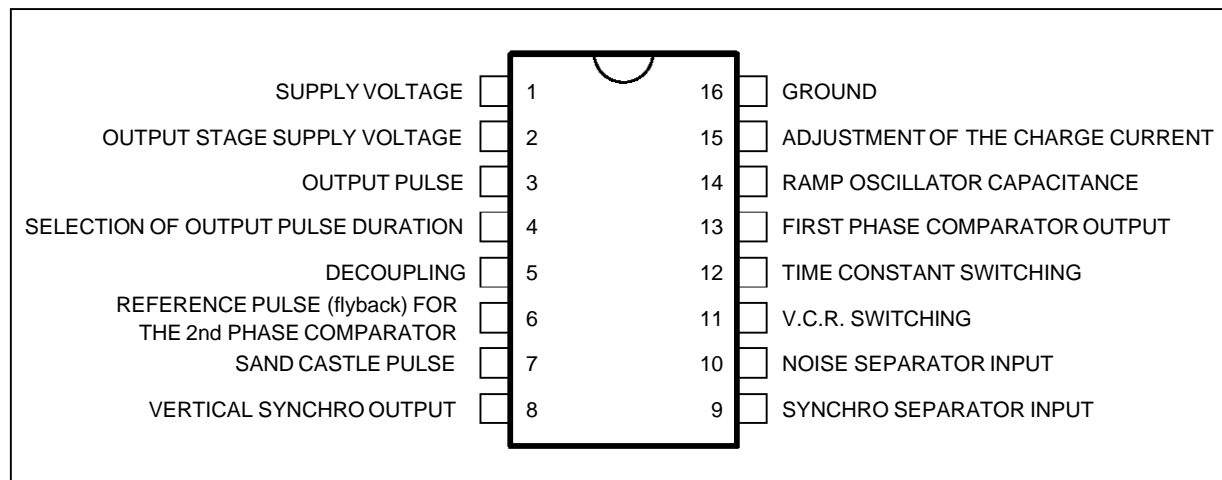 SUPPLY VOLTAGE 1 16 GROUND
OUTPUT STAGE SUPPLY VOLTAGE 2 15 ADJUSTMENT OF THE CHARGE CURRENT
OUTPUT PULSE 3 14 RAMP OSCILLATOR CAPACITANCE
SELECTION OF OUTPUT PULSE DURATION 4 13 FIRST PHASE COMPARATOR OUTPUT
DECOUPLING 5 12 TIME CONSTANT SWITCHING
REFERENCE PULSE (flyback) FOR
THE 2nd PHASE COMPARATOR 6 11 V.C.R. SWITCHING
SAND CASTLE PULSE 7 10 NOISE SEPARATOR INPUT
VERTICAL SYNCHRO OUTPUT 8 9 SYNCHRO SEPARATOR INPUT